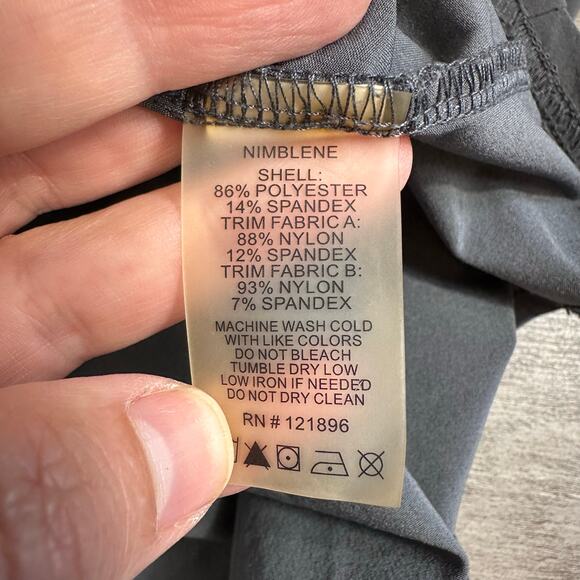 NIMBLENE
SHELL:
86% POLYESTER
14% SPANDEX
TRIM FABRIC A:
88% NYLON
12% SPANDEX
TRIM FABRIC B:
93% NYLON
7% SPANDEX
MACHINE WASH COLD
WITH LIKE COLORS
DO NOT BLEACH
TUMBLE DRY LOW
LOW IRON IF NEEDED
DO NOT DRY CLEAN
RN # 121896